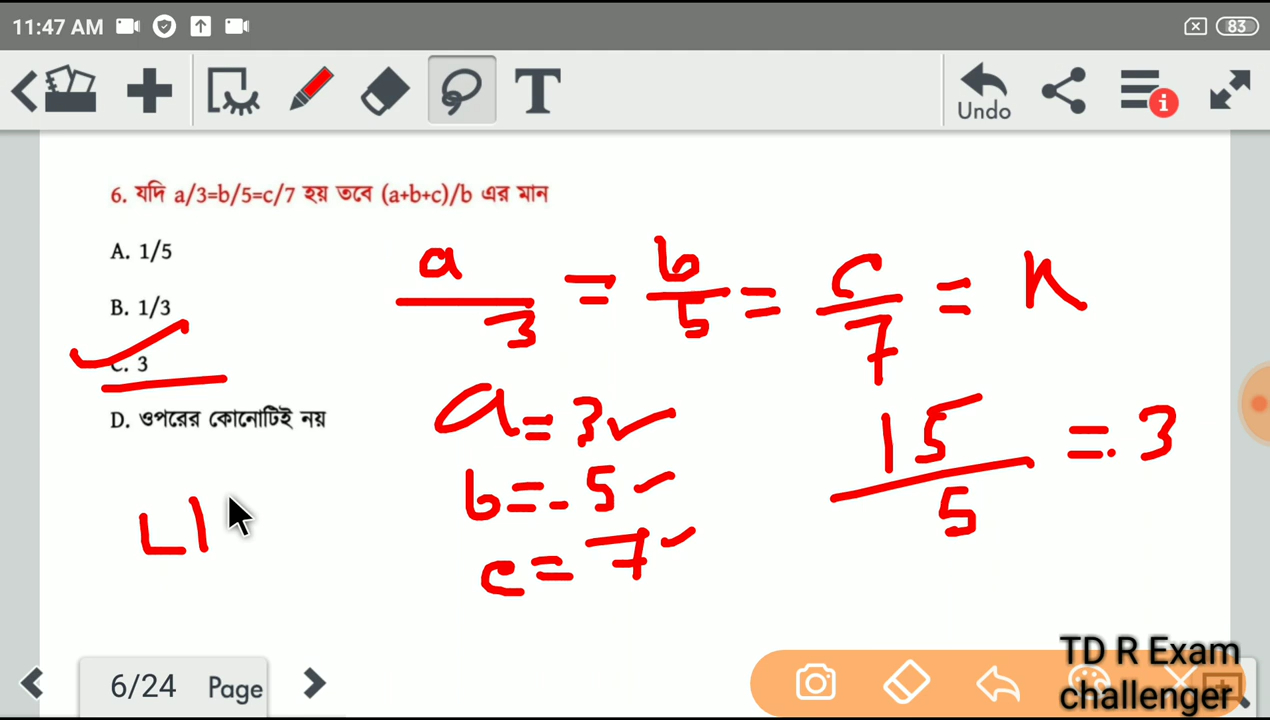 11:47 AM
83
T
Undo
6. যদি a/3=b/5=c/7 হয় তবে (a+b+c)/b এর মান
A. 1/5
B. 1/3
C. 3
D. ওপরের কোনোটিই নয়
a/3 = b/5 = c/7 = K
a = 3
b = 5
c = 7
15/5 = 3
6/24 Page
TD R Exam
challenger